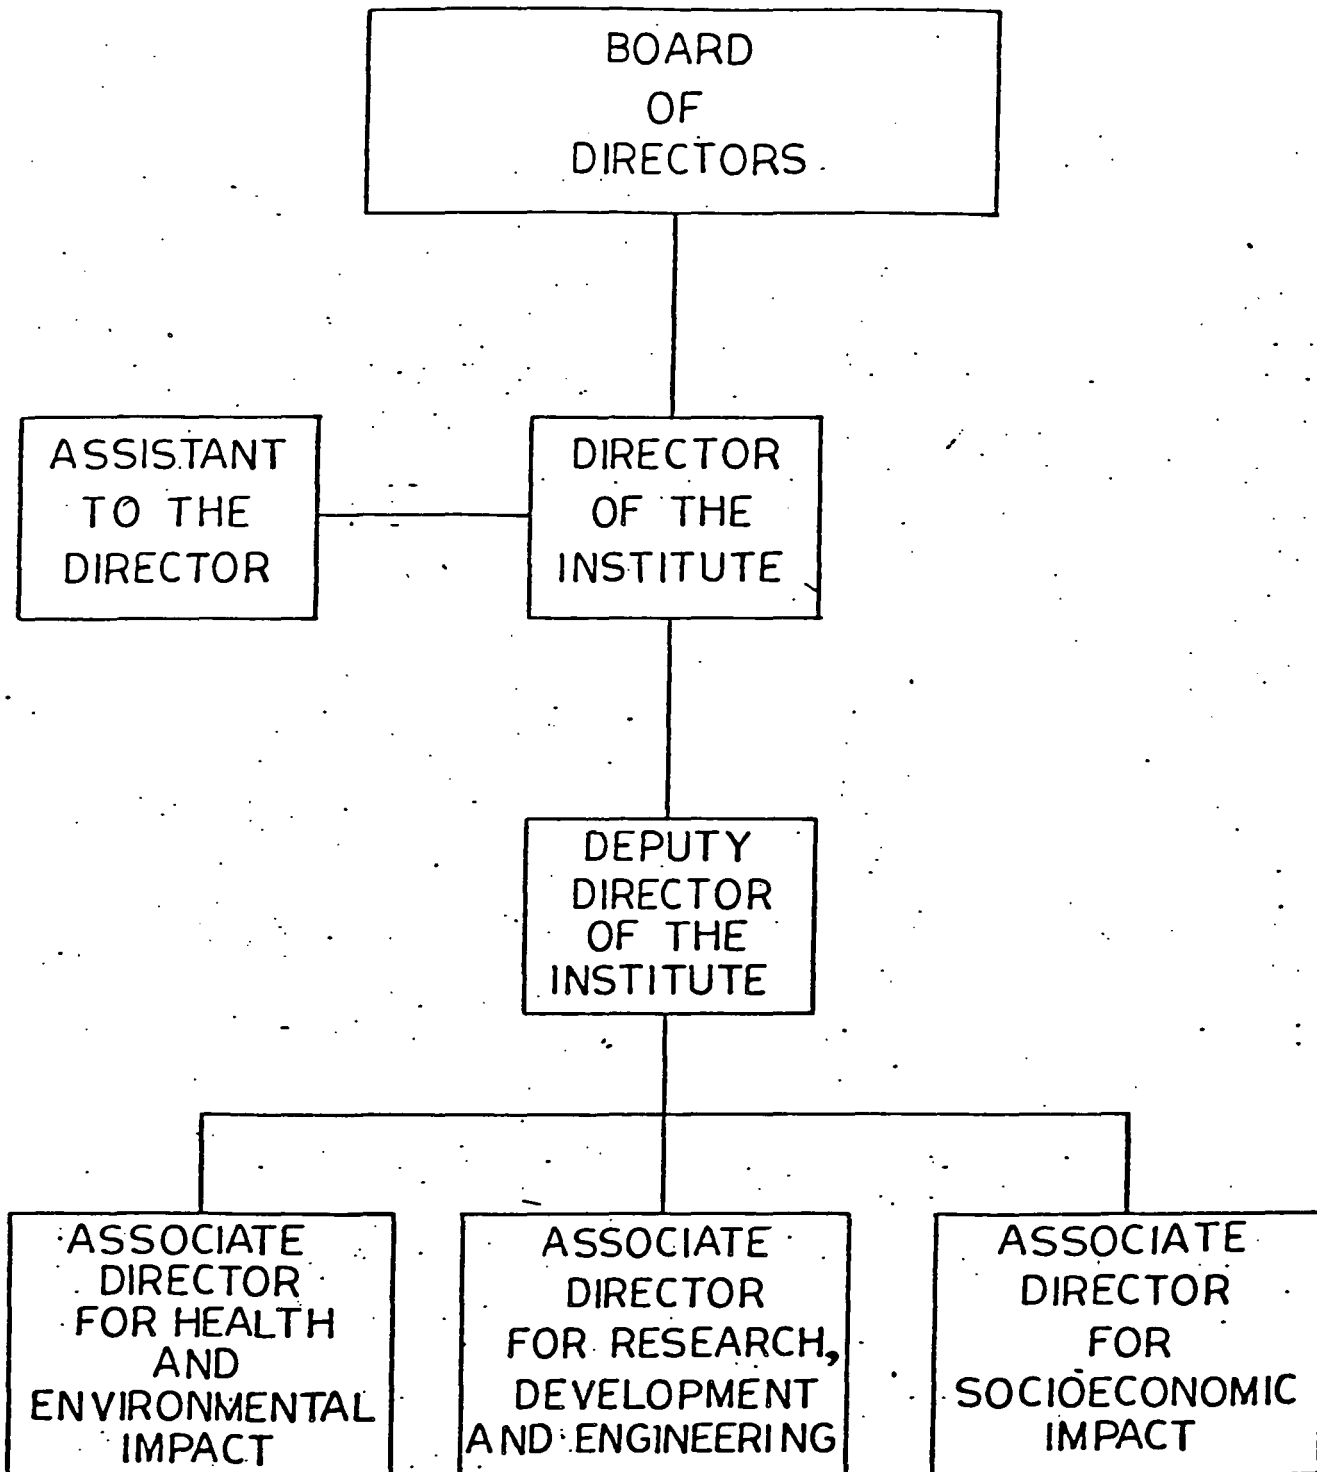 BOARD
OF
DIRECTORS
ASSISTANT
TO THE
DIRECTOR
DIRECTOR
OF THE
INSTITUTE
DEPUTY
DIRECTOR
OF THE
INSTITUTE
ASSOCIATE
DIRECTOR
FOR HEALTH
AND
ENVIRONMENTAL
IMPACT
ASSOCIATE
DIRECTOR
FOR RESEARCH,
DEVELOPMENT
AND ENGINEERING
ASSOCIATE
DIRECTOR
FOR
SOCIOECONOMIC
IMPACT